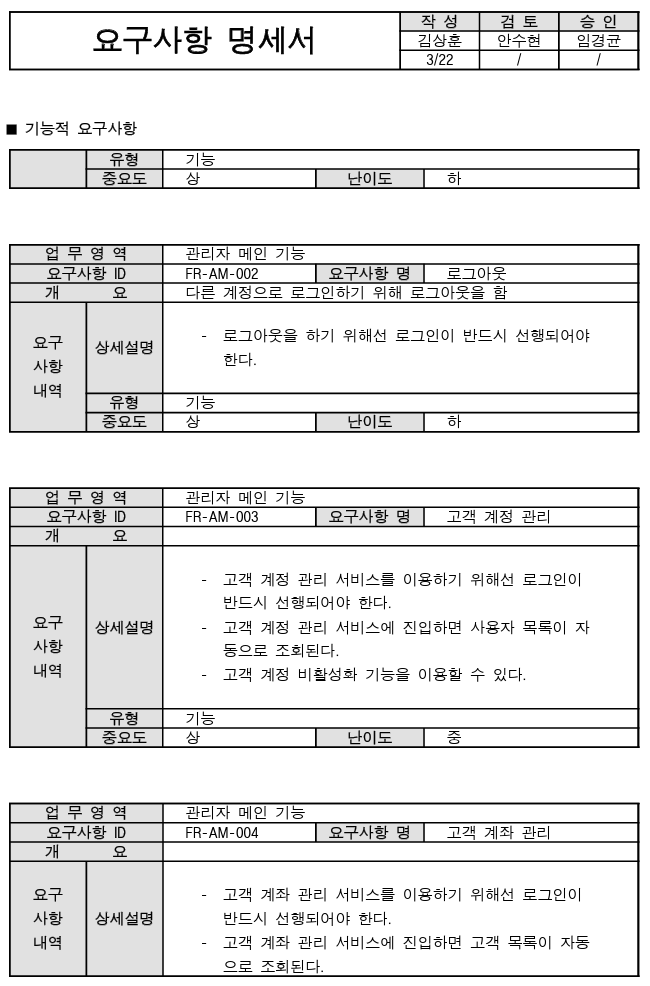 요구사항 명세서
작 성 검 토 승 인
김상훈 안수현 임경균
3/22 / /
■ 기능적 요구사항
유형 기능
중요도 상 난이도 하
업 무 영 역 관리자 메인 기능
요구사항 ID FR-AM-002 요구사항 명 로그아웃
개 요 다른 계정으로 로그인하기 위해 로그아웃을 함
요구
사항
내역
상세설명
- 로그아웃을 하기 위해선 로그인이 반드시 선행되어야
한다.
유형 기능
중요도 상 난이도 하
업 무 영 역 관리자 메인 기능
요구사항 ID FR-AM-003 요구사항 명 고객 계정 관리
개 요
요구
사항
내역
상세설명
- 고객 계정 관리 서비스를 이용하기 위해선 로그인이
반드시 선행되어야 한다.
- 고객 계정 관리 서비스에 진입하면 사용자 목록이 자
동으로 조회된다.
- 고객 계정 비활성화 기능을 이용할 수 있다.
유형 기능
중요도 상 난이도 중
업 무 영 역 관리자 메인 기능
요구사항 ID FR-AM-004 요구사항 명 고객 계좌 관리
개 요
요구
사항
내역
상세설명
- 고객 계좌 관리 서비스를 이용하기 위해선 로그인이
반드시 선행되어야 한다.
- 고객 계좌 관리 서비스에 진입하면 고객 목록이 자동
으로 조회된다.